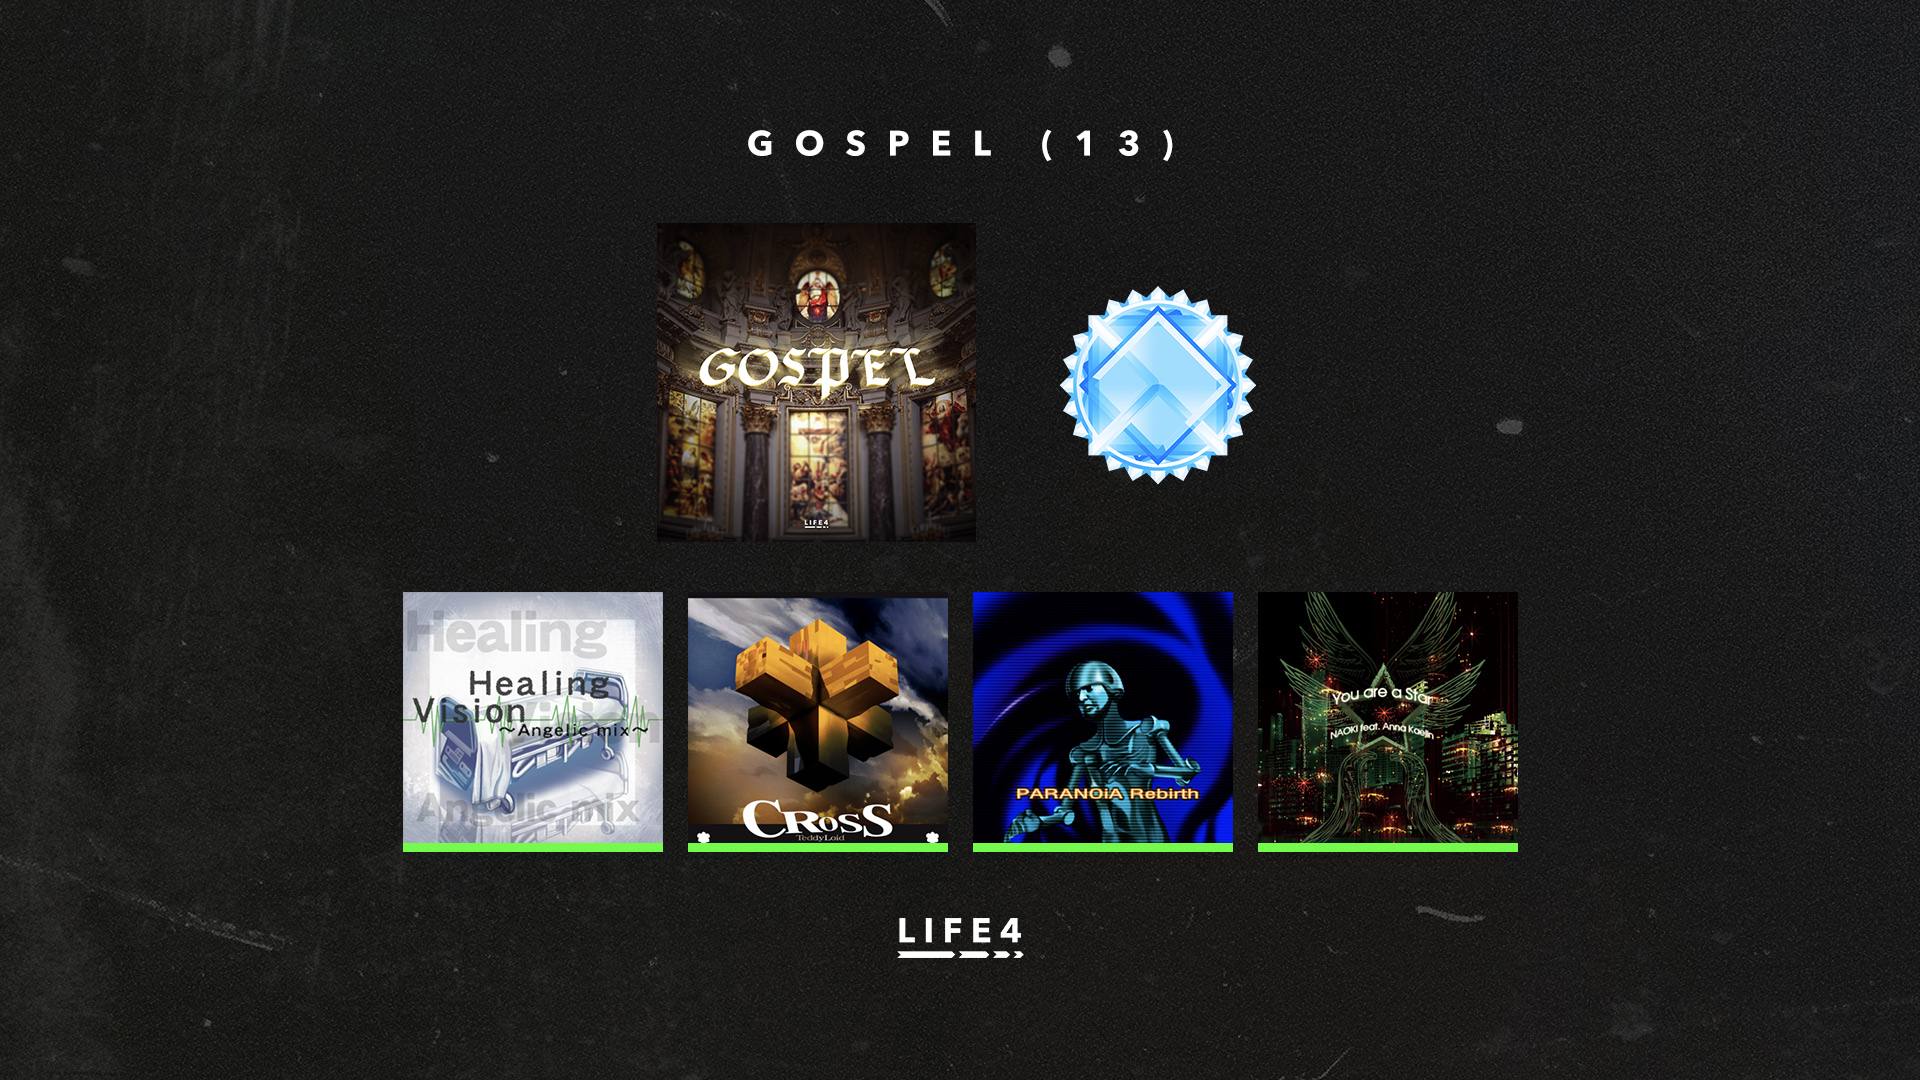 GOSPEL (13)
GOSPEL
LIFE4
Healing
Healing
Vision
~Angelic mix~
Angelic mix
CROSS
TeddyLoid
PARANOiA Rebirth
You are a Star
NAOKI feat. Anna Kaelin
LIFE4